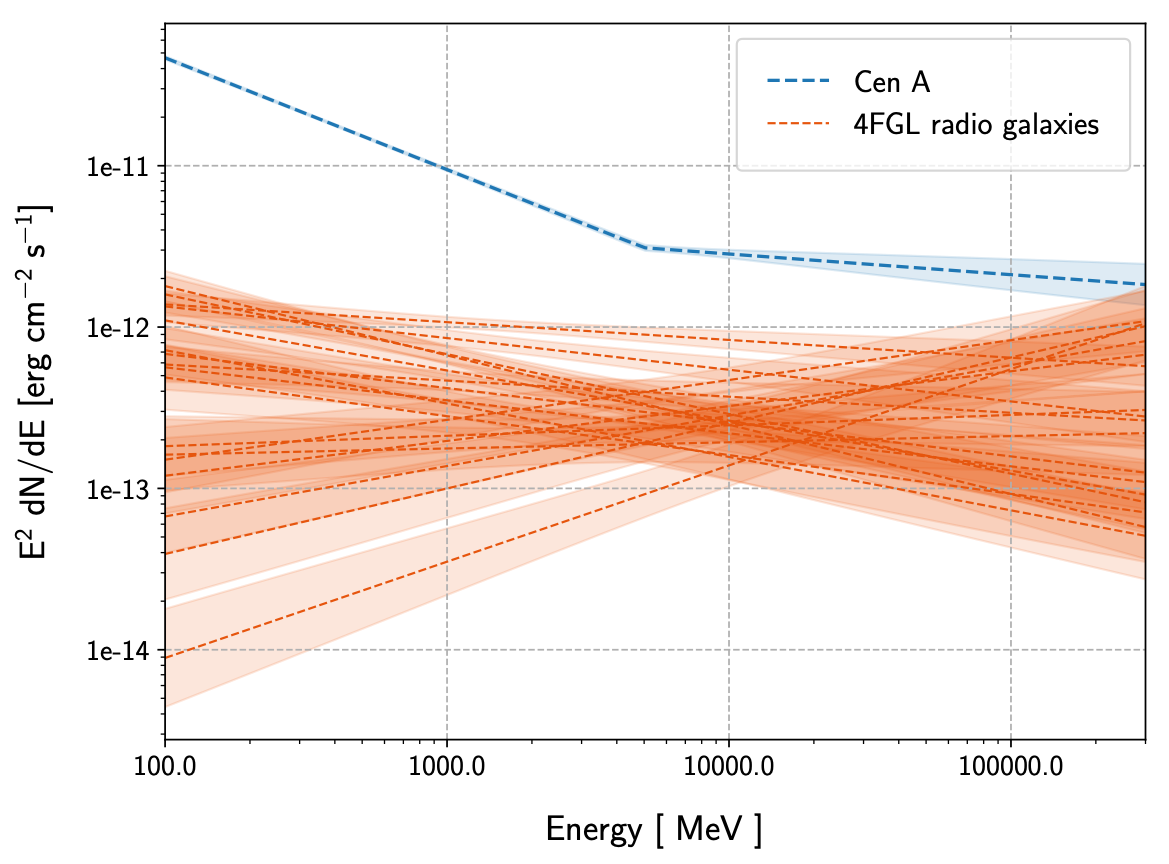 Cen A
4FGL radio galaxies
1e-11
1e-12
1e-13
1e-14
E² dN/dE [erg cm⁻² s⁻¹]
100.0 1000.0 10000.0 100000.0
Energy [ MeV ]